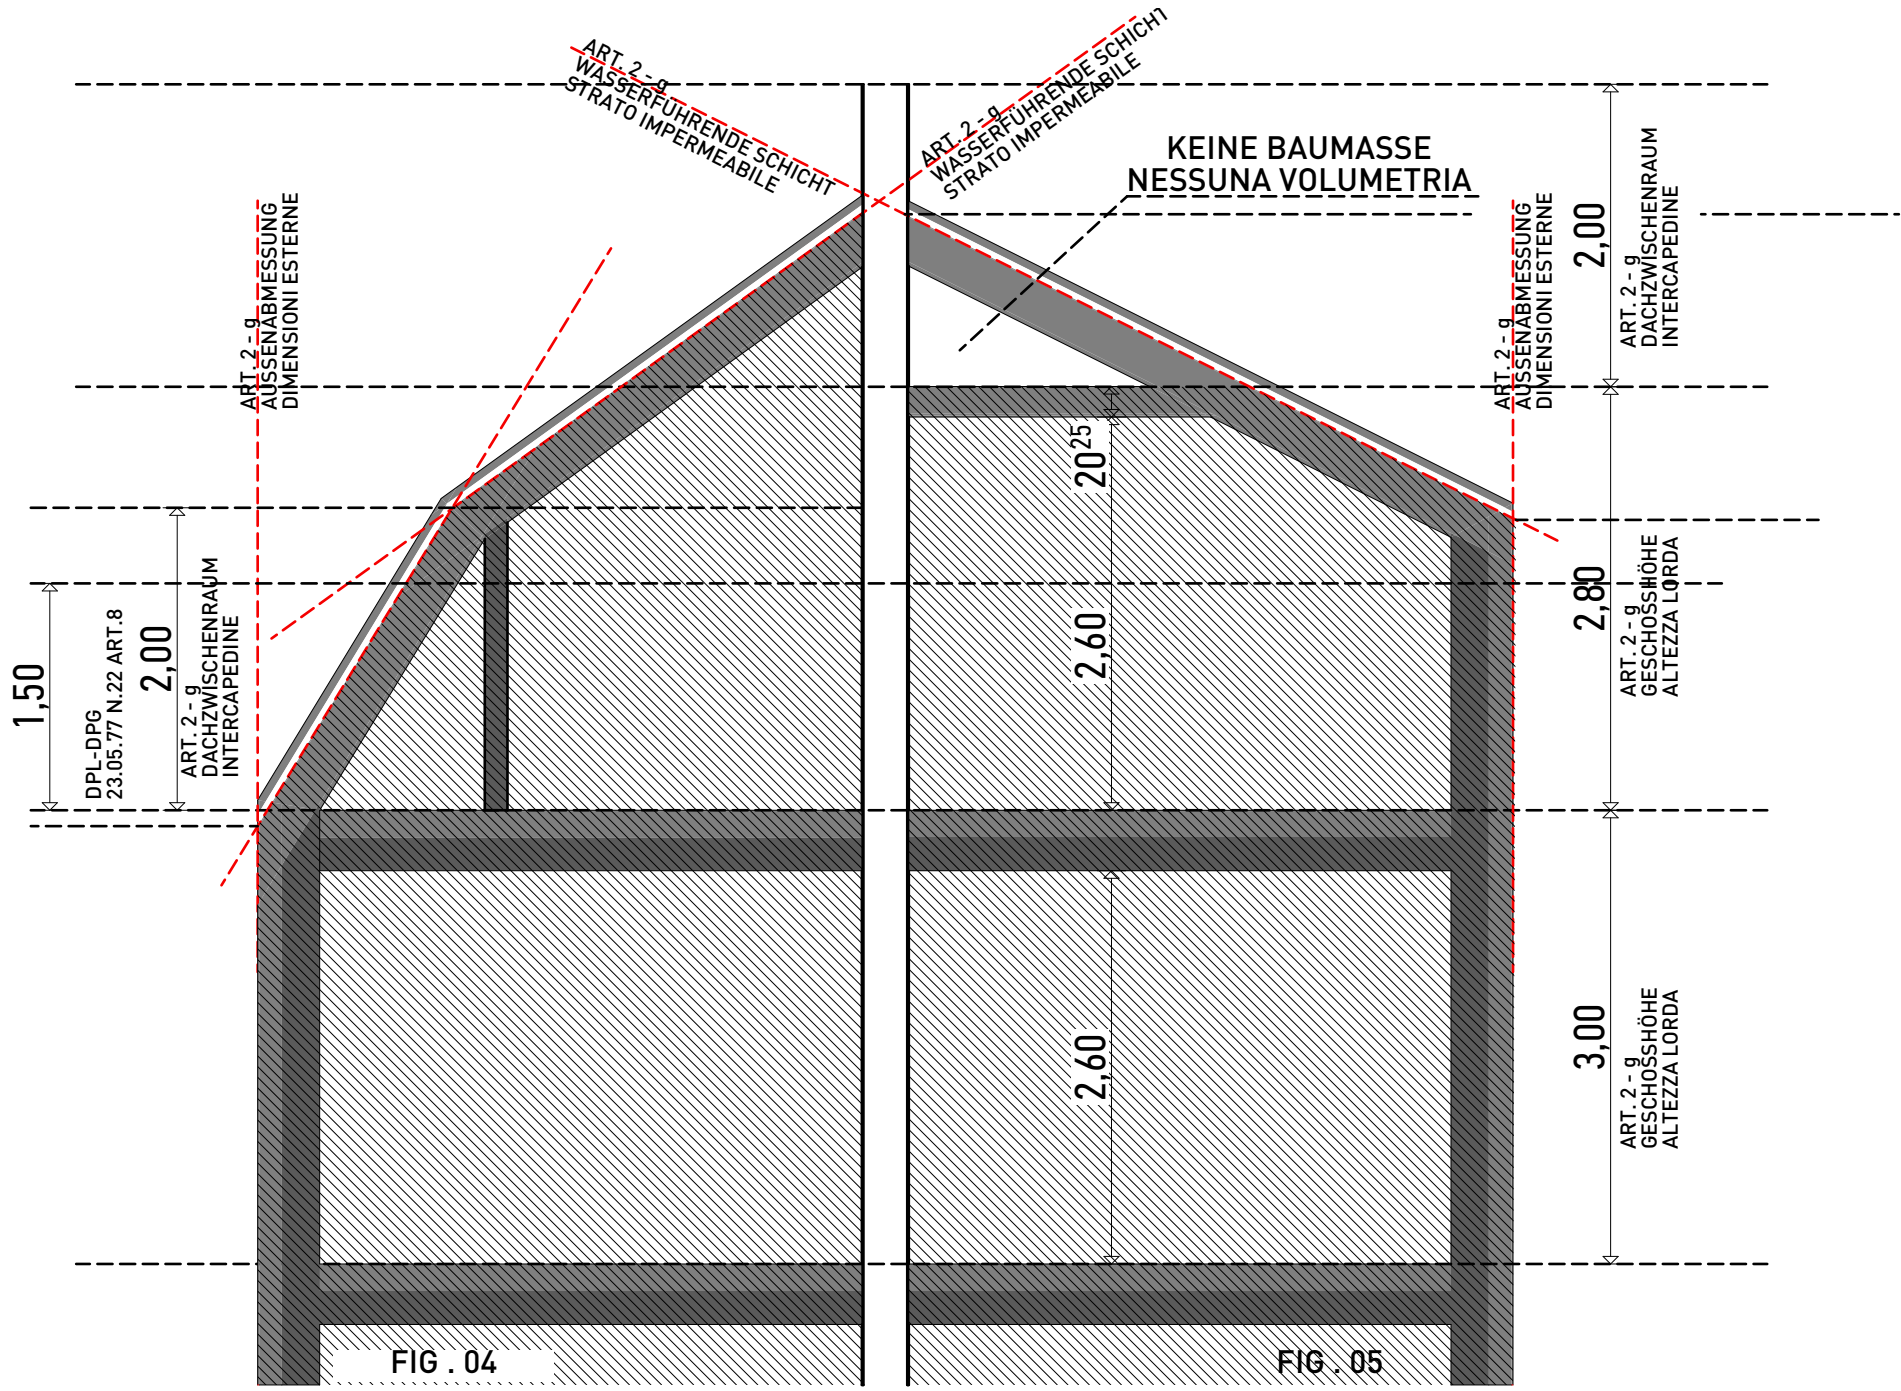 ART. 2 - g
WASSERFÜHRENDE SCHICHT
STRATO IMPERMEABILE
ART. 2 - g
WASSERFÜHRENDE SCHICHT
STRATO IMPERMEABILE
KEINE BAUMASSE
NESSUNA VOLUMETRIA
ART. 2 - g
AUSSENABMESSUNG
DIMENSIONI ESTERNE
ART. 2 - g
AUSSENABMESSUNG
DIMENSIONI ESTERNE
2,00
ART. 2 - g
DACHZWISCHENRAUM
INTERCAPEDINE
1,50
DPL-DPG
23.05.77 N.22 ART.8
2,00
ART. 2 - g
DACHZWISCHENRAUM
INTERCAPEDINE
20²⁵
2,60
2,80
ART. 2 - g
GESCHOSSHÖHE
ALTEZZA LORDA
2,60
3,00
ART. 2 - g
GESCHOSSHÖHE
ALTEZZA LORDA
FIG . 04
FIG . 05